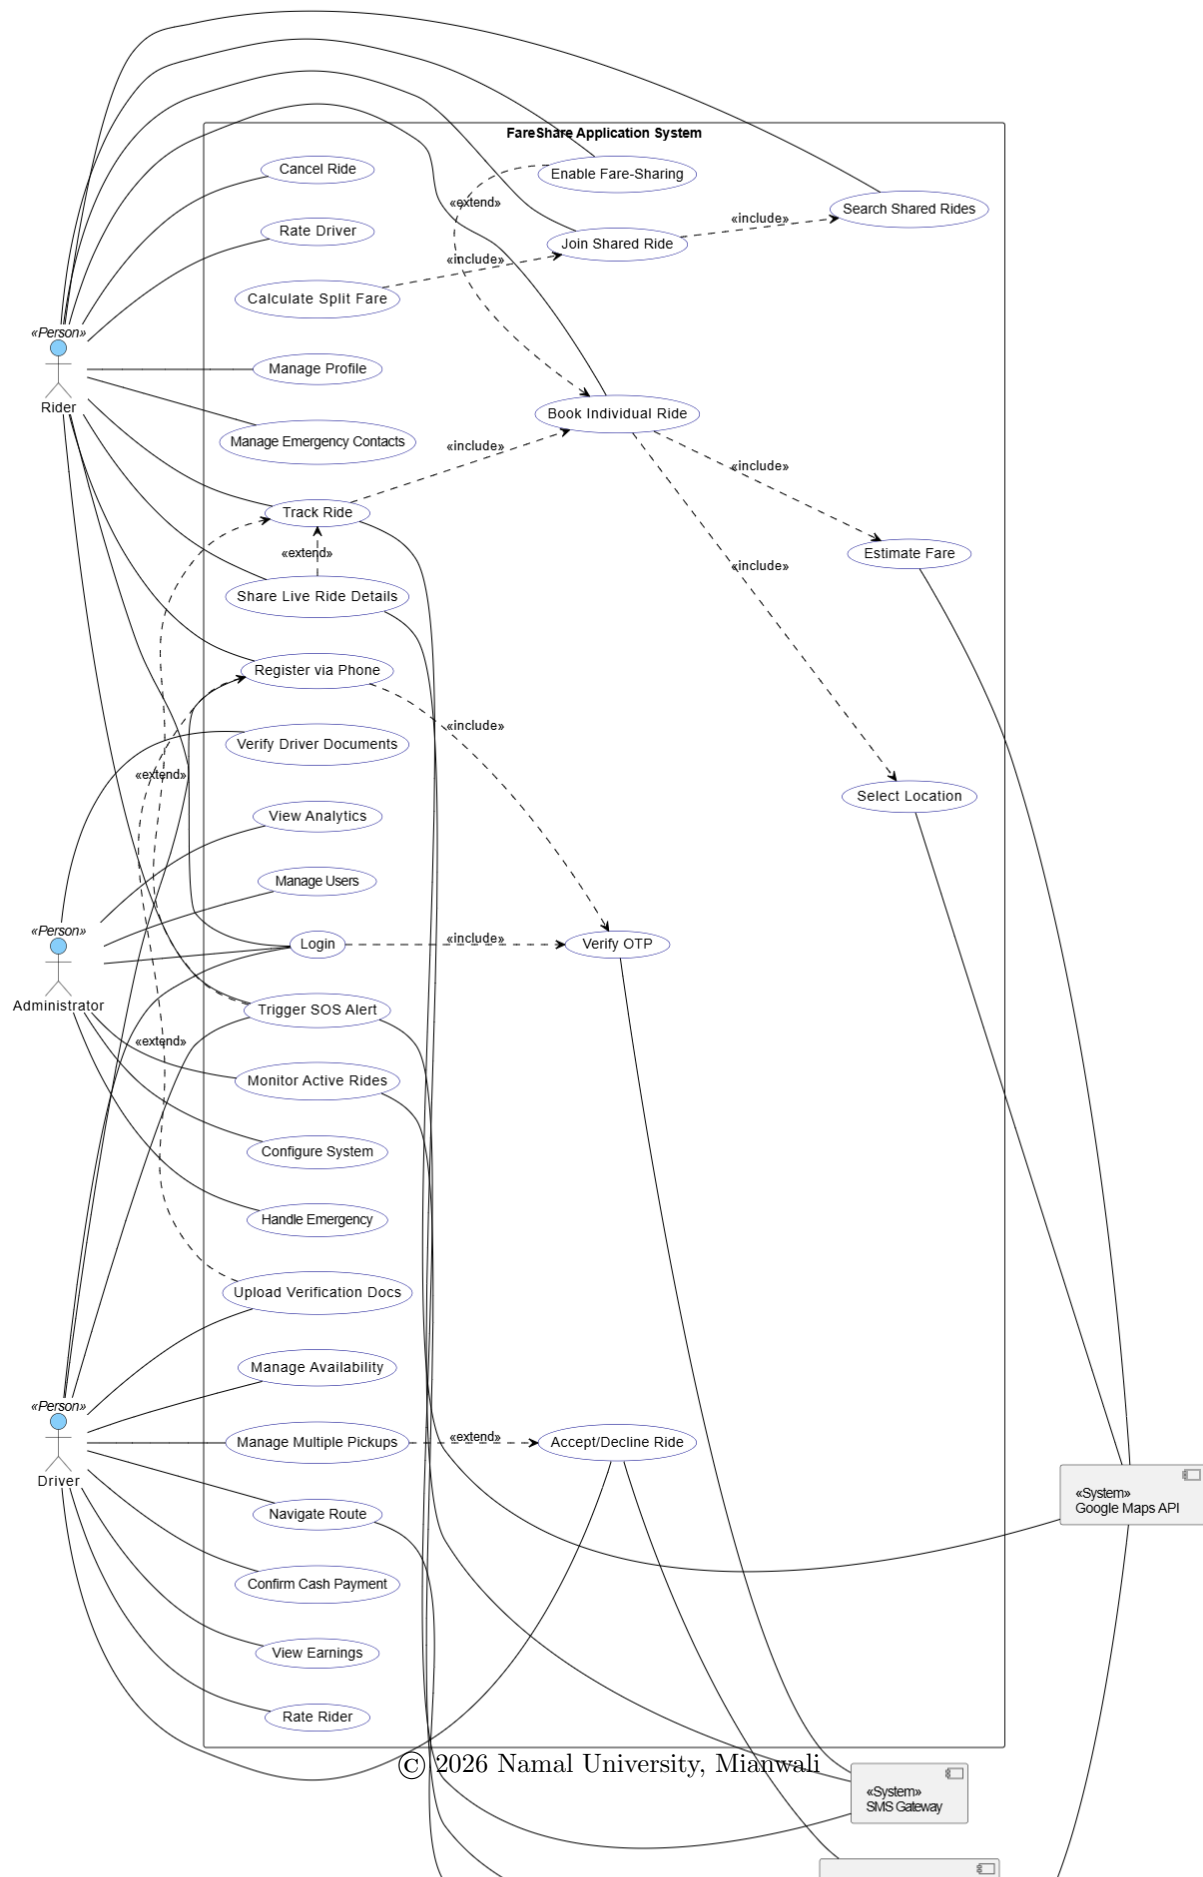 FareShare Application System
Cancel Ride
Enable Fare-Sharing
«extend»
Search Shared Rides
«include»
Rate Driver
Join Shared Ride
«include»
Calculate Split Fare
«Person»
Rider
Manage Profile
Book Individual Ride
Manage Emergency Contacts
«include»
«include»
Track Ride
«extend»
Estimate Fare
«include»
Share Live Ride Details
Register via Phone
«include»
Verify Driver Documents
«extend»
Select Location
View Analytics
Manage Users
«Person»
Administrator
Login
«include»
Verify OTP
Trigger SOS Alert
«extend»
Monitor Active Rides
Configure System
Handle Emergency
Upload Verification Docs
Manage Availability
«Person»
Driver
Manage Multiple Pickups
«extend»
Accept/Decline Ride
«System»
Google Maps API
Navigate Route
Confirm Cash Payment
View Earnings
Rate Rider
© 2026 Namal University, Mianwali
«System»
SMS Gateway